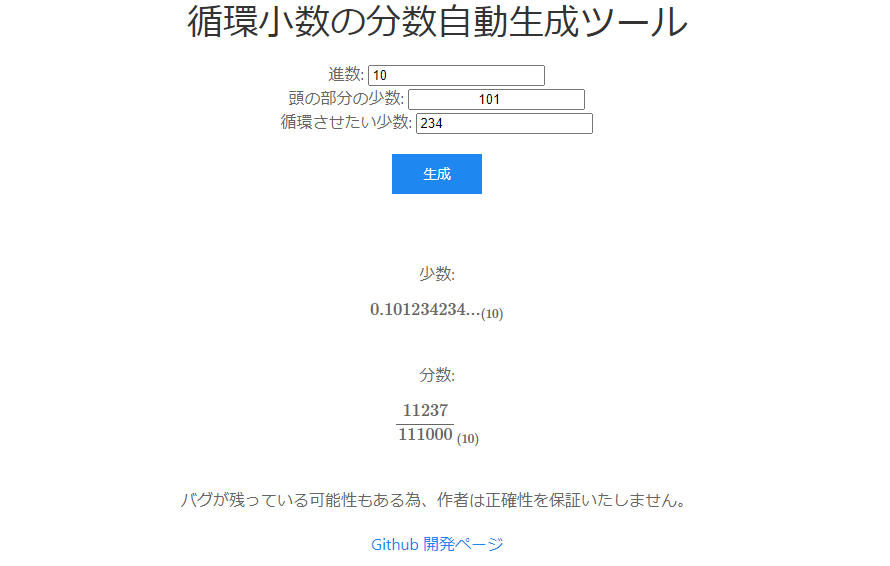 循環小数の分数自動生成ツール
進数: 10
頭の部分の少数: 101
循環させたい少数: 234
生成
少数:
0.101234234...(10)
分数:
11237
111000 (10)
バグが残っている可能性もある為、作者は正確性を保証いたしません。
Github 開発ページ